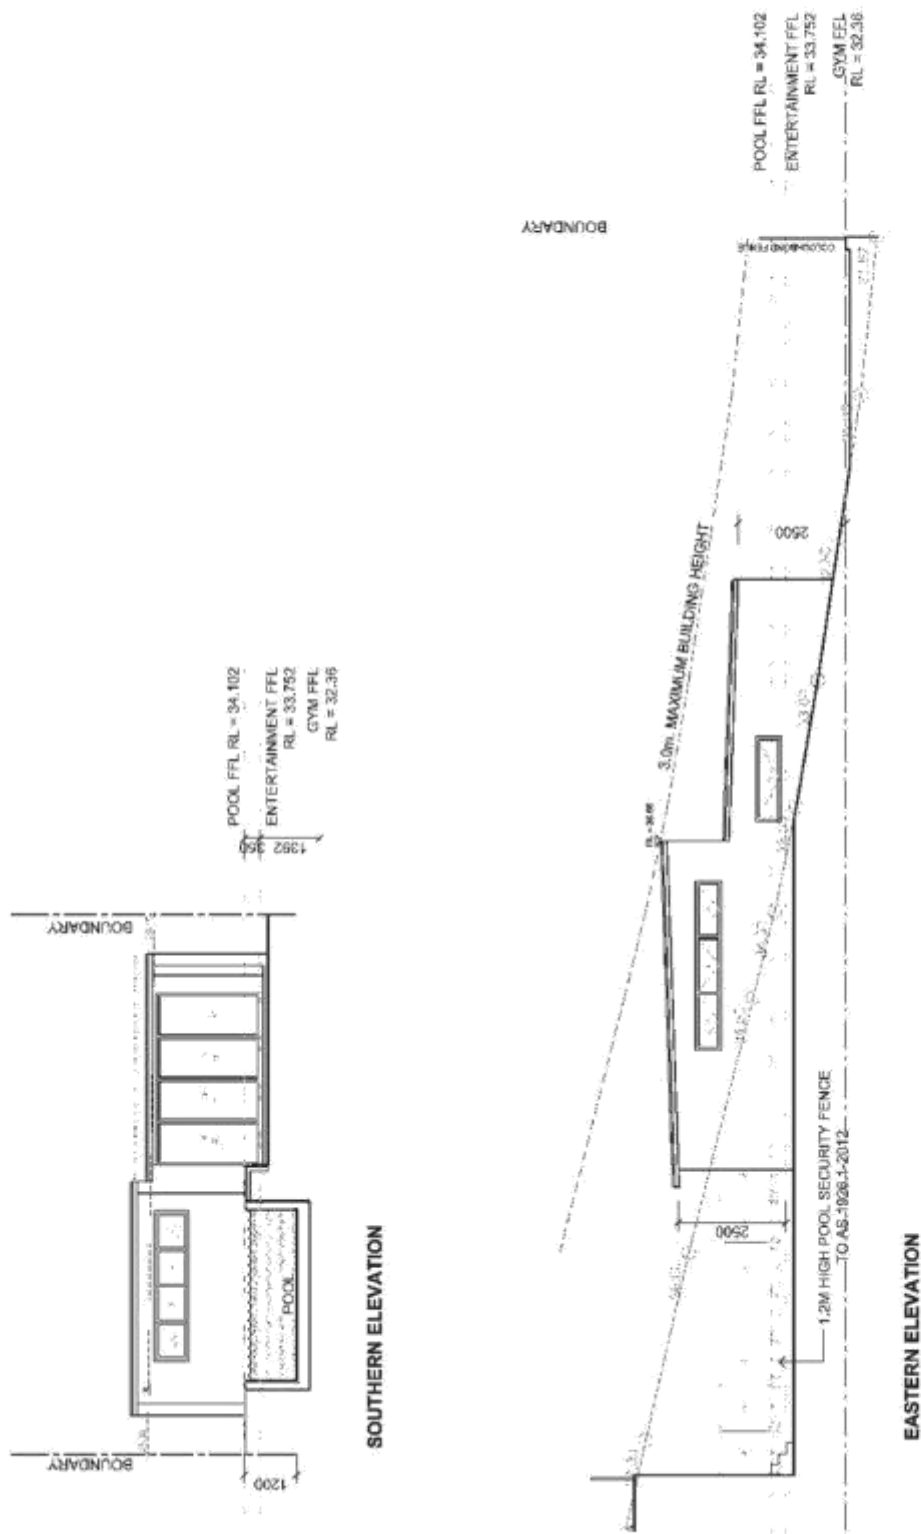 BOUNDARY
BOUNDARY
POOL FFL RL = 34.102
ENTERTAINMENT FFL
RL = 33.752
GYM FFL
RL = 32.36
1200
350
1392
POOL
SOUTHERN ELEVATION
BOUNDARY
POOL FFL RL = 34.102
ENTERTAINMENT FFL
RL = 33.752
GYM FFL
RL = 32.36
COLOURBOND FENCE
3.0m. MAXIMUM BUILDING HEIGHT
2500
2500
1.2M HIGH POOL SECURITY FENCE
TO AS-1926.1-2012
EASTERN ELEVATION